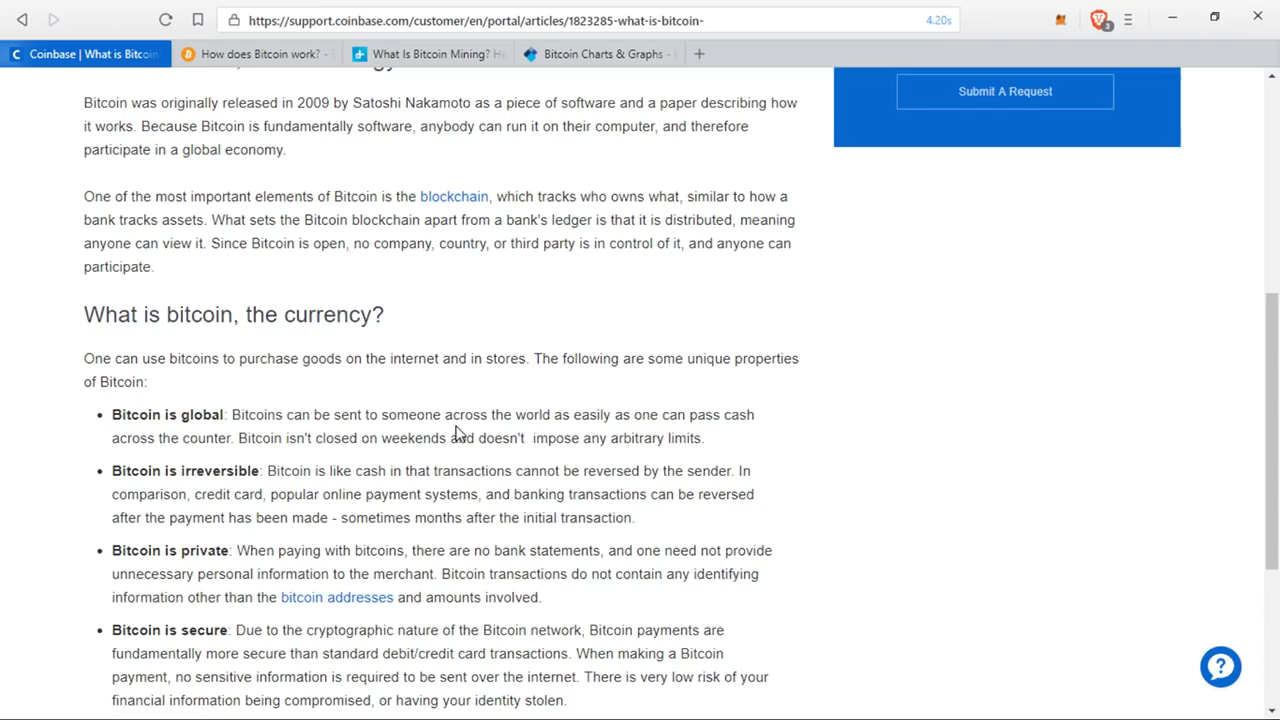 https://support.coinbase.com/customer/en/portal/articles/1823285-what-is-bitcoin-
4.20s
3
Coinbase | What is Bitcoin
How does Bitcoin work? -
What Is Bitcoin Mining? He
Bitcoin Charts & Graphs -
Submit A Request
Bitcoin was originally released in 2009 by Satoshi Nakamoto as a piece of software and a paper describing how
it works. Because Bitcoin is fundamentally software, anybody can run it on their computer, and therefore
participate in a global economy.
One of the most important elements of Bitcoin is the blockchain, which tracks who owns what, similar to how a
bank tracks assets. What sets the Bitcoin blockchain apart from a bank's ledger is that it is distributed, meaning
anyone can view it. Since Bitcoin is open, no company, country, or third party is in control of it, and anyone can
participate.
What is bitcoin, the currency?
One can use bitcoins to purchase goods on the internet and in stores. The following are some unique properties
of Bitcoin:
• Bitcoin is global: Bitcoins can be sent to someone across the world as easily as one can pass cash
across the counter. Bitcoin isn't closed on weekends and doesn't impose any arbitrary limits.
• Bitcoin is irreversible: Bitcoin is like cash in that transactions cannot be reversed by the sender. In
comparison, credit card, popular online payment systems, and banking transactions can be reversed
after the payment has been made - sometimes months after the initial transaction.
• Bitcoin is private: When paying with bitcoins, there are no bank statements, and one need not provide
unnecessary personal information to the merchant. Bitcoin transactions do not contain any identifying
information other than the bitcoin addresses and amounts involved.
• Bitcoin is secure: Due to the cryptographic nature of the Bitcoin network, Bitcoin payments are
fundamentally more secure than standard debit/credit card transactions. When making a Bitcoin
payment, no sensitive information is required to be sent over the internet. There is very low risk of your
financial information being compromised, or having your identity stolen.